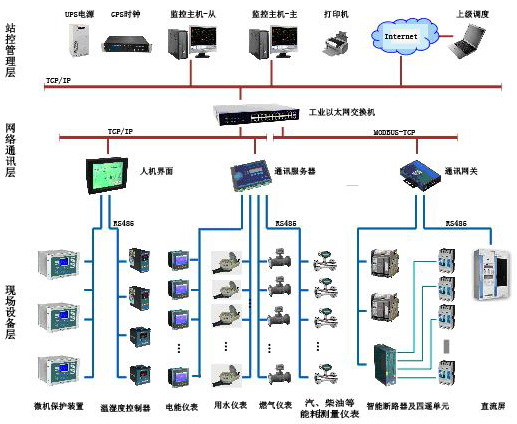 UPS电源 GPS时钟 监控主机-从 监控主机-主 打印机 上级调度
站控管理层
Internet
TCP/IP
工业以太网交换机
网络通讯层
TCP/IP MODBUS-TCP
人机界面 通讯服务器 通讯网关
RS485 RS485 RS485
现场设备层
微机保护装置 温湿度控制器 电能仪表 用水仪表 燃气仪表 汽、柴油等 智能断路器及四遥单元 直流屏
能耗测量仪表